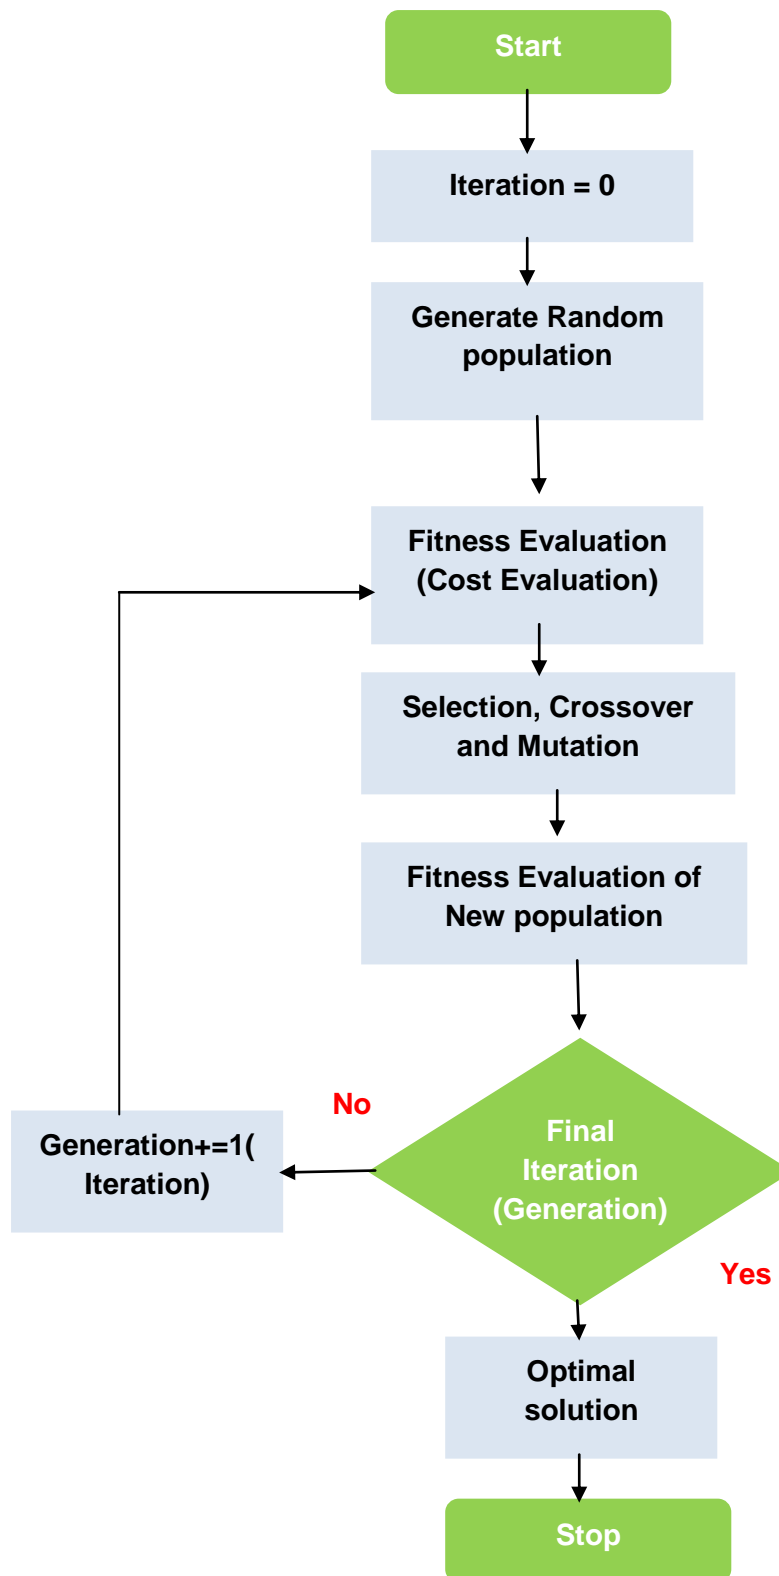 Start
Iteration = 0
Generate Random
population
Fitness Evaluation
(Cost Evaluation)
Selection, Crossover
and Mutation
Fitness Evaluation of
New population
No
Generation+=1(
Iteration)
Final
Iteration
(Generation)
Yes
Optimal
solution
Stop